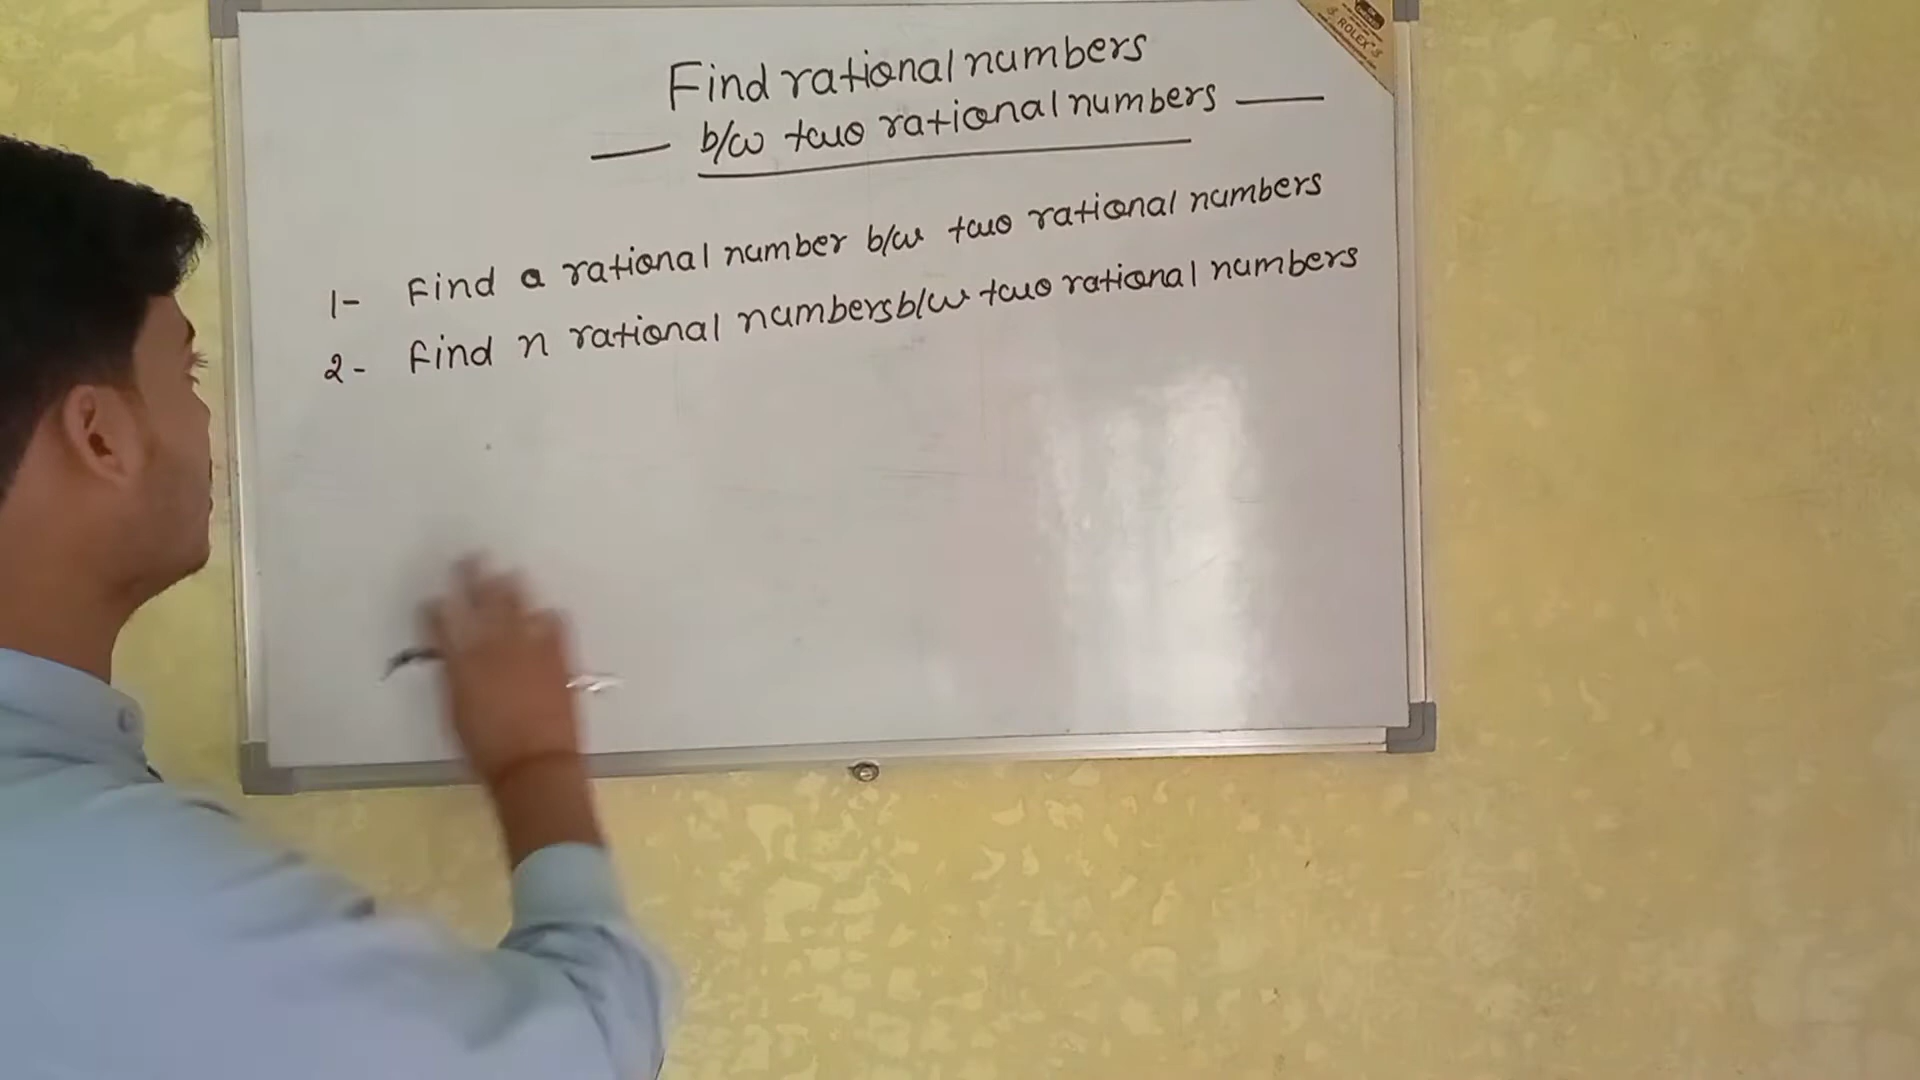 Find rational numbers
b/w two rational numbers
1- Find a rational number b/w two rational numbers
2- Find n rational numbers b/w two rational numbers
ROLEX